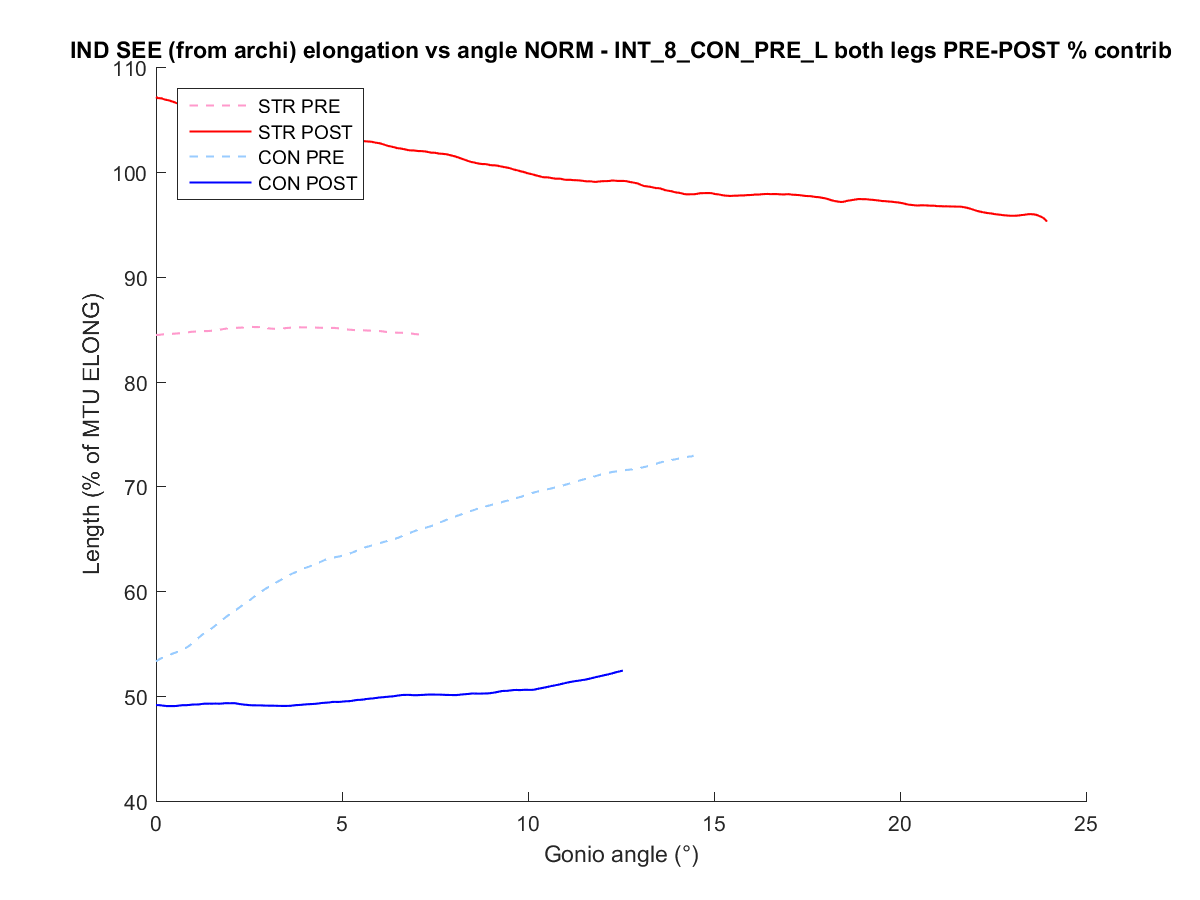 IND SEE (from archi) elongation vs angle NORM - INT_8_CON_PRE_L both legs PRE-POST % contrib
110
100
90
80
70
60
50
40
Length (% of MTU ELONG)
STR PRE
STR POST
CON PRE
CON POST
0 5 10 15 20 25
Gonio angle (°)